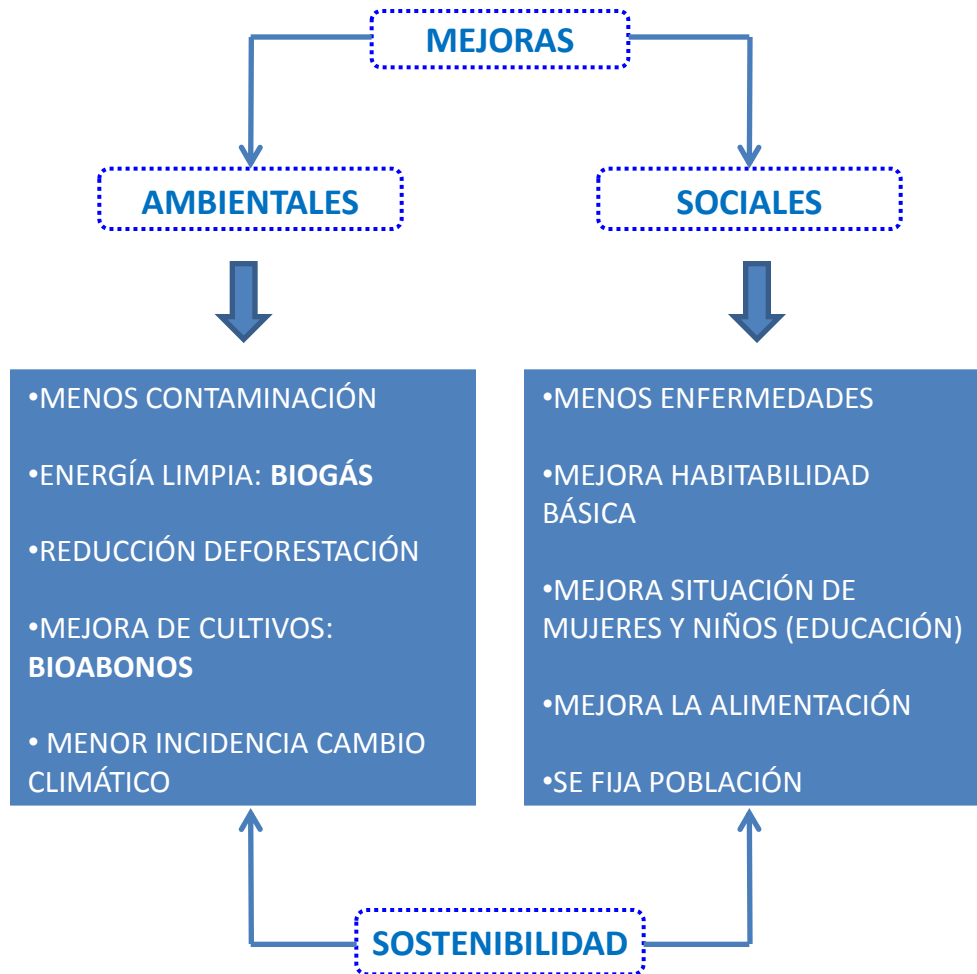 MEJORAS
AMBIENTALES
SOCIALES
•MENOS CONTAMINACIÓN
•ENERGÍA LIMPIA: BIOGÁS
•REDUCCIÓN DEFORESTACIÓN
•MEJORA DE CULTIVOS:
BIOABONOS
• MENOR INCIDENCIA CAMBIO
CLIMÁTICO
•MENOS ENFERMEDADES
•MEJORA HABITABILIDAD
BÁSICA
•MEJORA SITUACIÓN DE
MUJERES Y NIÑOS (EDUCACIÓN)
•MEJORA LA ALIMENTACIÓN
•SE FIJA POBLACIÓN
SOSTENIBILIDAD